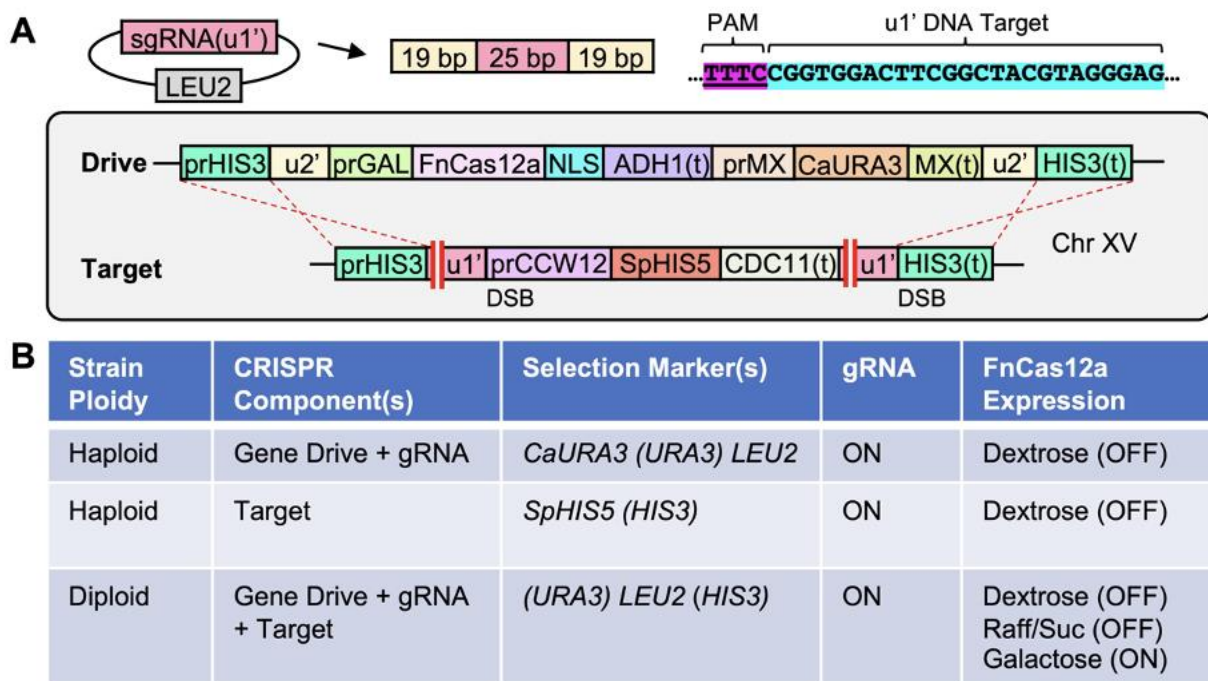 A
sgRNA(u1’)
LEU2
19 bp 25 bp 19 bp
PAM u1’ DNA Target
...TTTCCGGTGGACTTCGGCTACGTAGGGAG...
Drive prHIS3 u2’ prGAL FnCas12a NLS ADH1(t) prMX CaURA3 MX(t) u2’ HIS3(t)
Chr XV
Target prHIS3 u1’ prCCW12 SpHIS5 CDC11(t) u1’ HIS3(t)
DSB DSB
B
Strain Ploidy
CRISPR Component(s)
Selection Marker(s)
gRNA
FnCas12a Expression
Haploid
Gene Drive + gRNA
CaURA3 (URA3) LEU2
ON
Dextrose (OFF)
Haploid
Target
SpHIS5 (HIS3)
ON
Dextrose (OFF)
Diploid
Gene Drive + gRNA
+ Target
(URA3) LEU2 (HIS3)
ON
Dextrose (OFF)
Raff/Suc (OFF)
Galactose (ON)